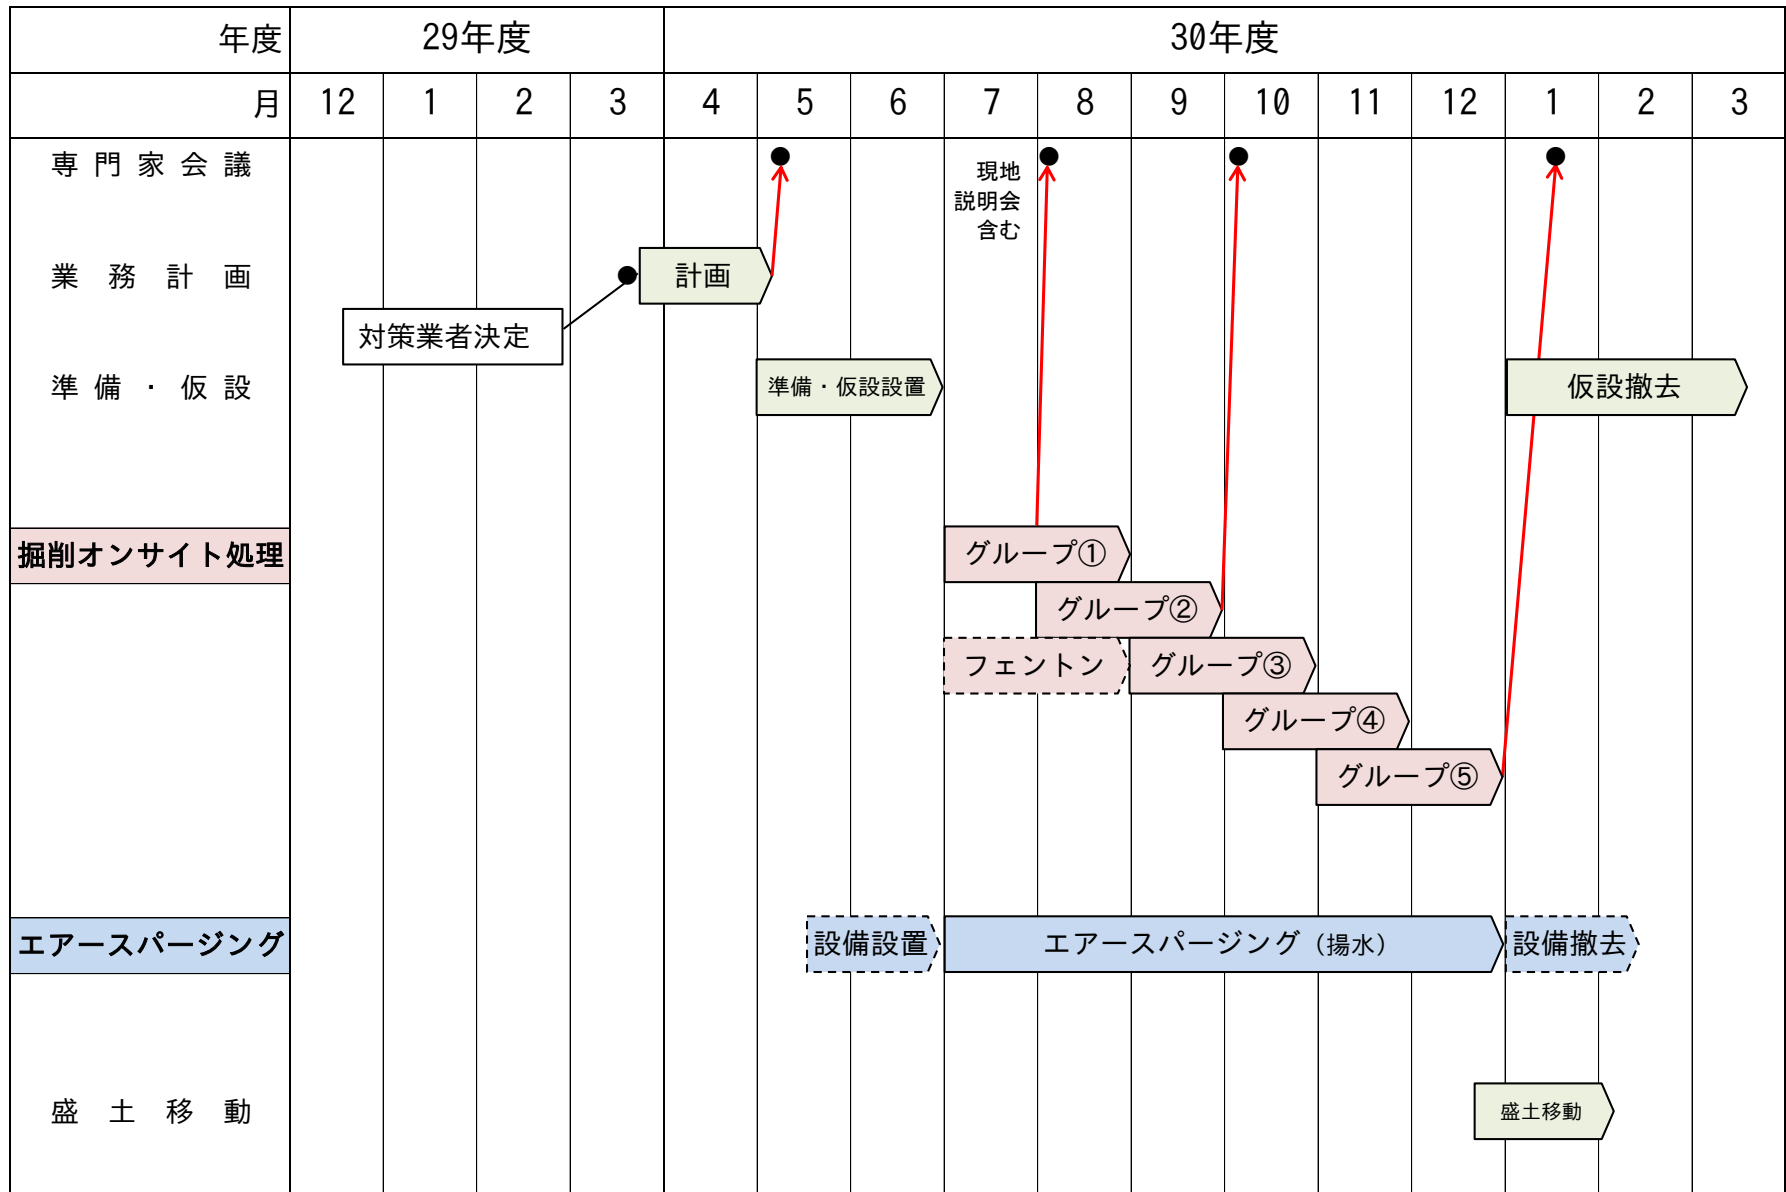 年度 29年度 30年度
月 12 1 2 3 4 5 6 7 8 9 10 11 12 1 2 3
専門家会議
現地
説明会
含む
業務計画 計画
対策業者決定
準備・仮設 準備・仮設設置 仮設撤去
掘削オンサイト処理 グループ①
グループ②
フェントン グループ③
グループ④
グループ⑤
エアースパージング 設備設置 エアースパージング（揚水） 設備撤去
盛土移動 盛土移動